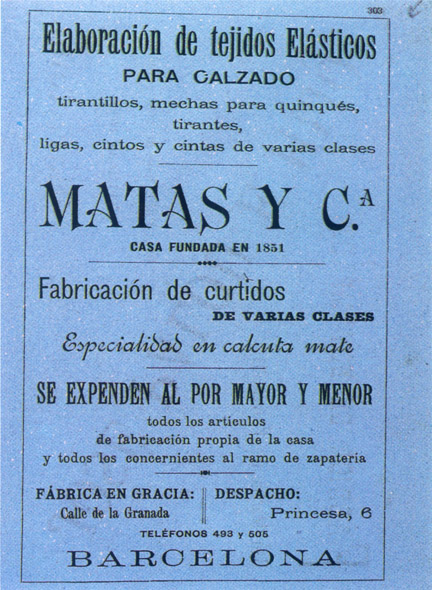 303
Elaboración de tejidos Elásticos
PARA CALZADO
tirantillos, mechas para quinqués,
tirantes,
ligas, cintos y cintas de varias clases
MATAS Y C.A
CASA FUNDADA EN 1851
Fabricación de curtidos
DE VARIAS CLASES
Especialidad en calcuta mate
SE EXPENDEN AL POR MAYOR Y MENOR
todos los artículos
de fabricación propia de la casa
y todos los concernientes al ramo de zapatería
FÁBRICA EN GRACIA:
Calle de la Granada
DESPACHO:
Princesa, 6
TELÉFONOS 493 y 505
BARCELONA